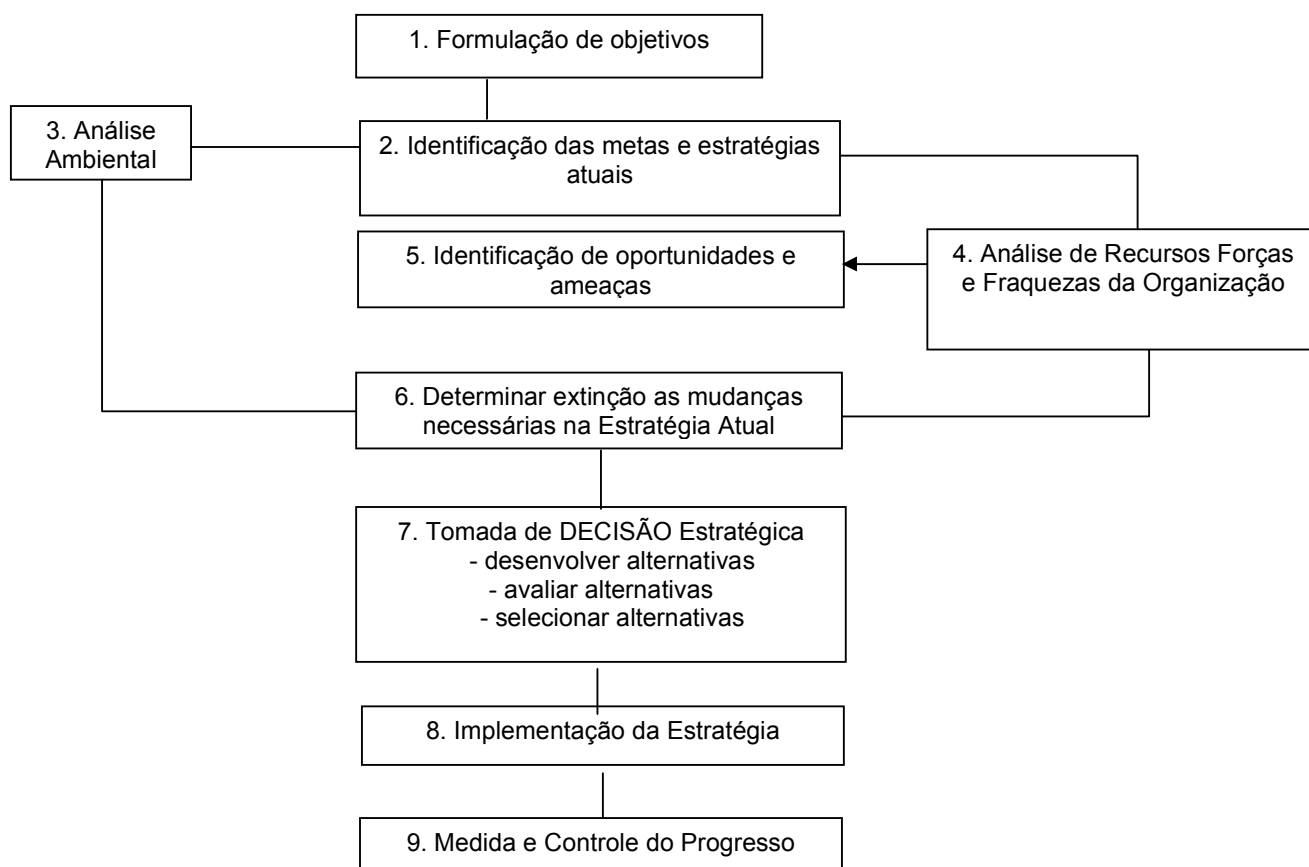 1. Formulação de objetivos
3. Análise
Ambiental
2. Identificação das metas e estratégias
atuais
5. Identificação de oportunidades e
ameaças
4. Análise de Recursos Forças
e Fraquezas da Organização
6. Determinar extinção as mudanças
necessárias na Estratégia Atual
7. Tomada de DECISÃO Estratégica
- desenvolver alternativas
- avaliar alternativas
- selecionar alternativas
8. Implementação da Estratégia
9. Medida e Controle do Progresso